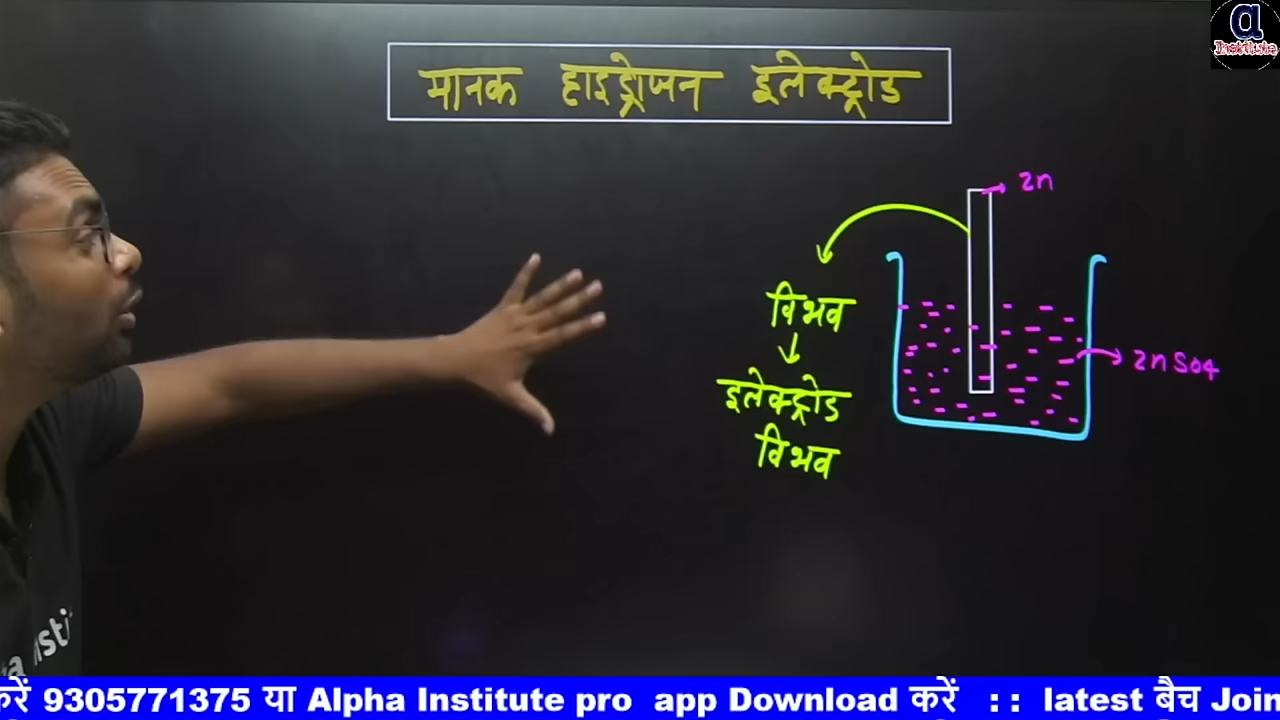 मानक हाइड्रोजन इलेक्ट्रोड
α
Institute
Zn
विभव
ZnSO4
इलेक्ट्रोड
विभव
करें 9305771375 या Alpha Institute pro app Download करें :: latest बैच Join